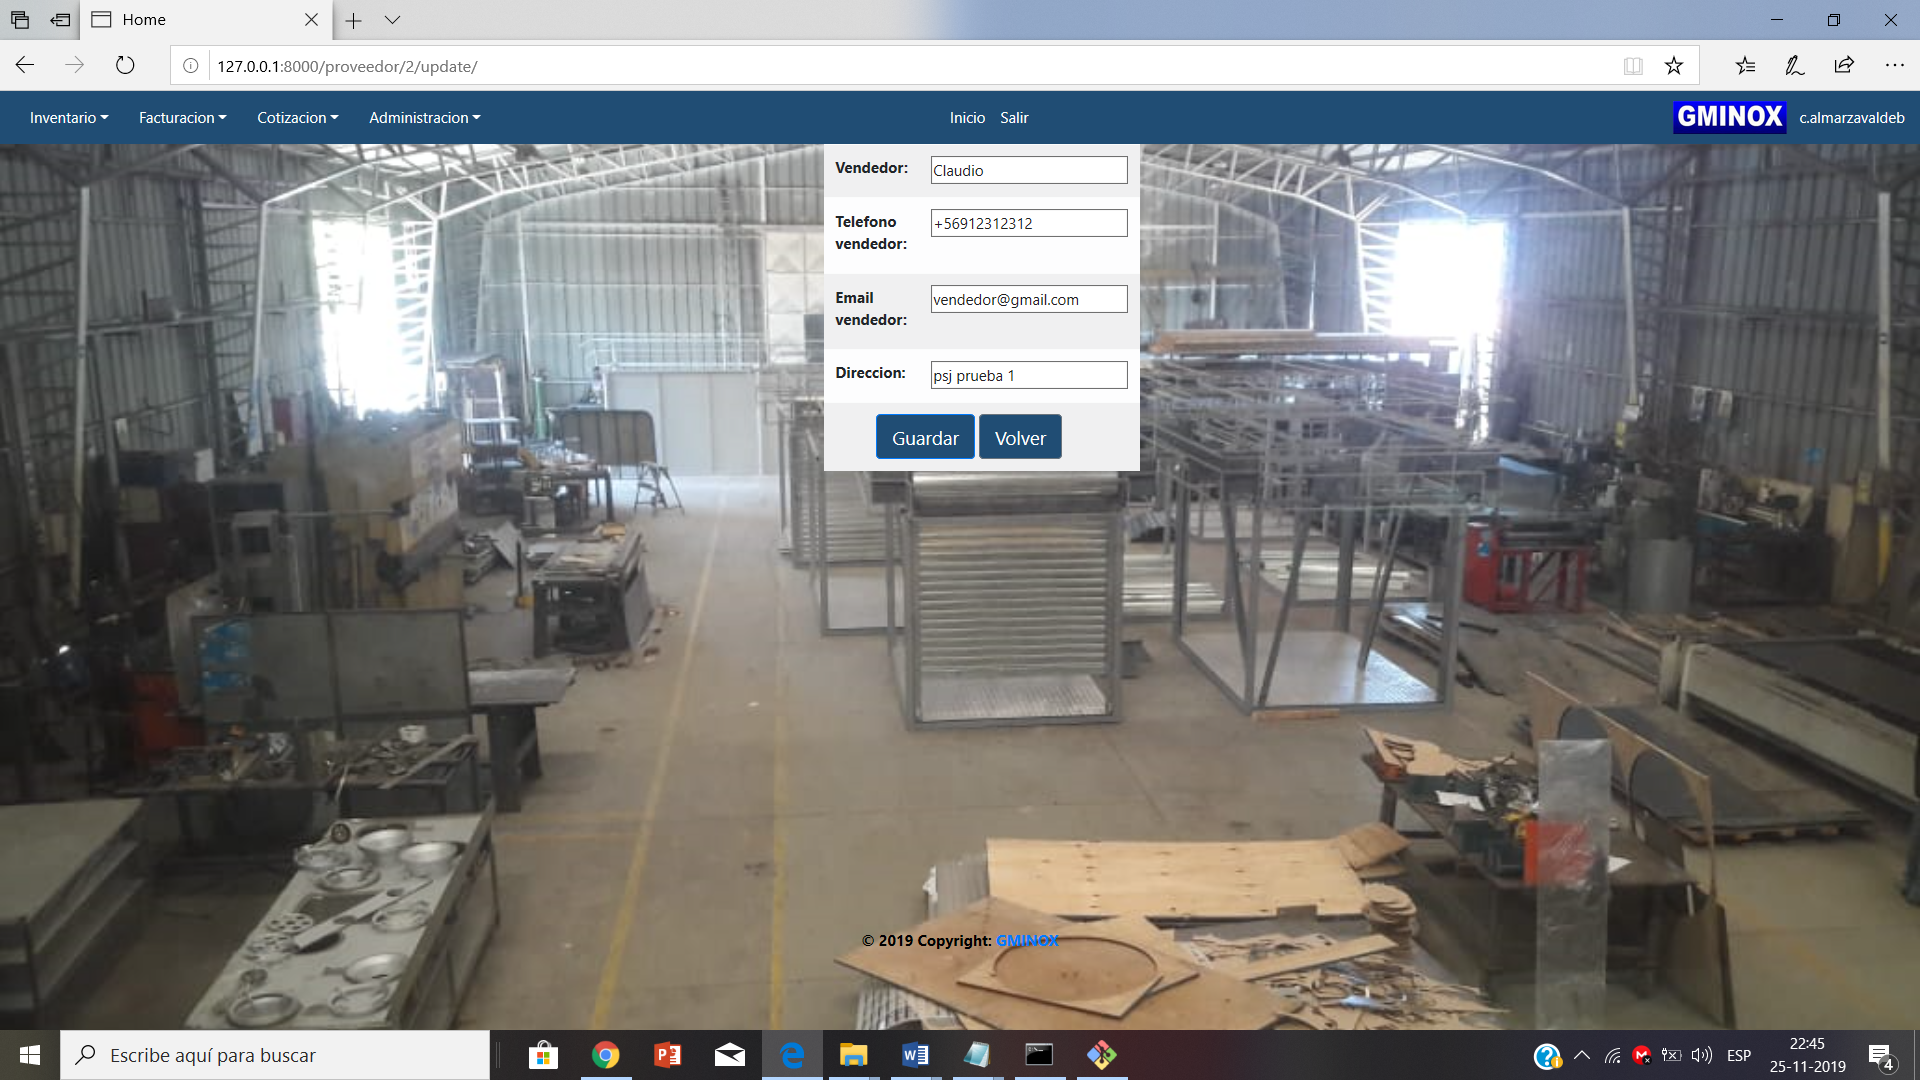 Home
127.0.0.1:8000/proveedor/2/update/
Inventario Facturacion Cotizacion Administracion Inicio Salir GMINOX c.almarzavaldeb
Vendedor: Claudio
Telefono vendedor: +56912312312
Email vendedor: vendedor@gmail.com
Direccion: psj prueba 1
Guardar Volver
© 2019 Copyright: GMINOX
Escribe aquí para buscar
ESP
22:45
25-11-2019
4